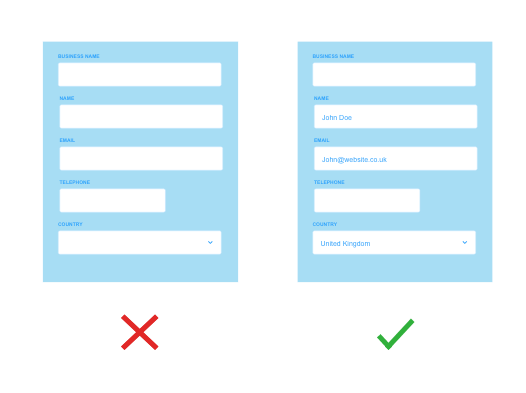 BUSINESS NAME
NAME
EMAIL
TELEPHONE
COUNTRY
BUSINESS NAME
NAME
John Doe
EMAIL
John@website.co.uk
TELEPHONE
COUNTRY
United Kingdom